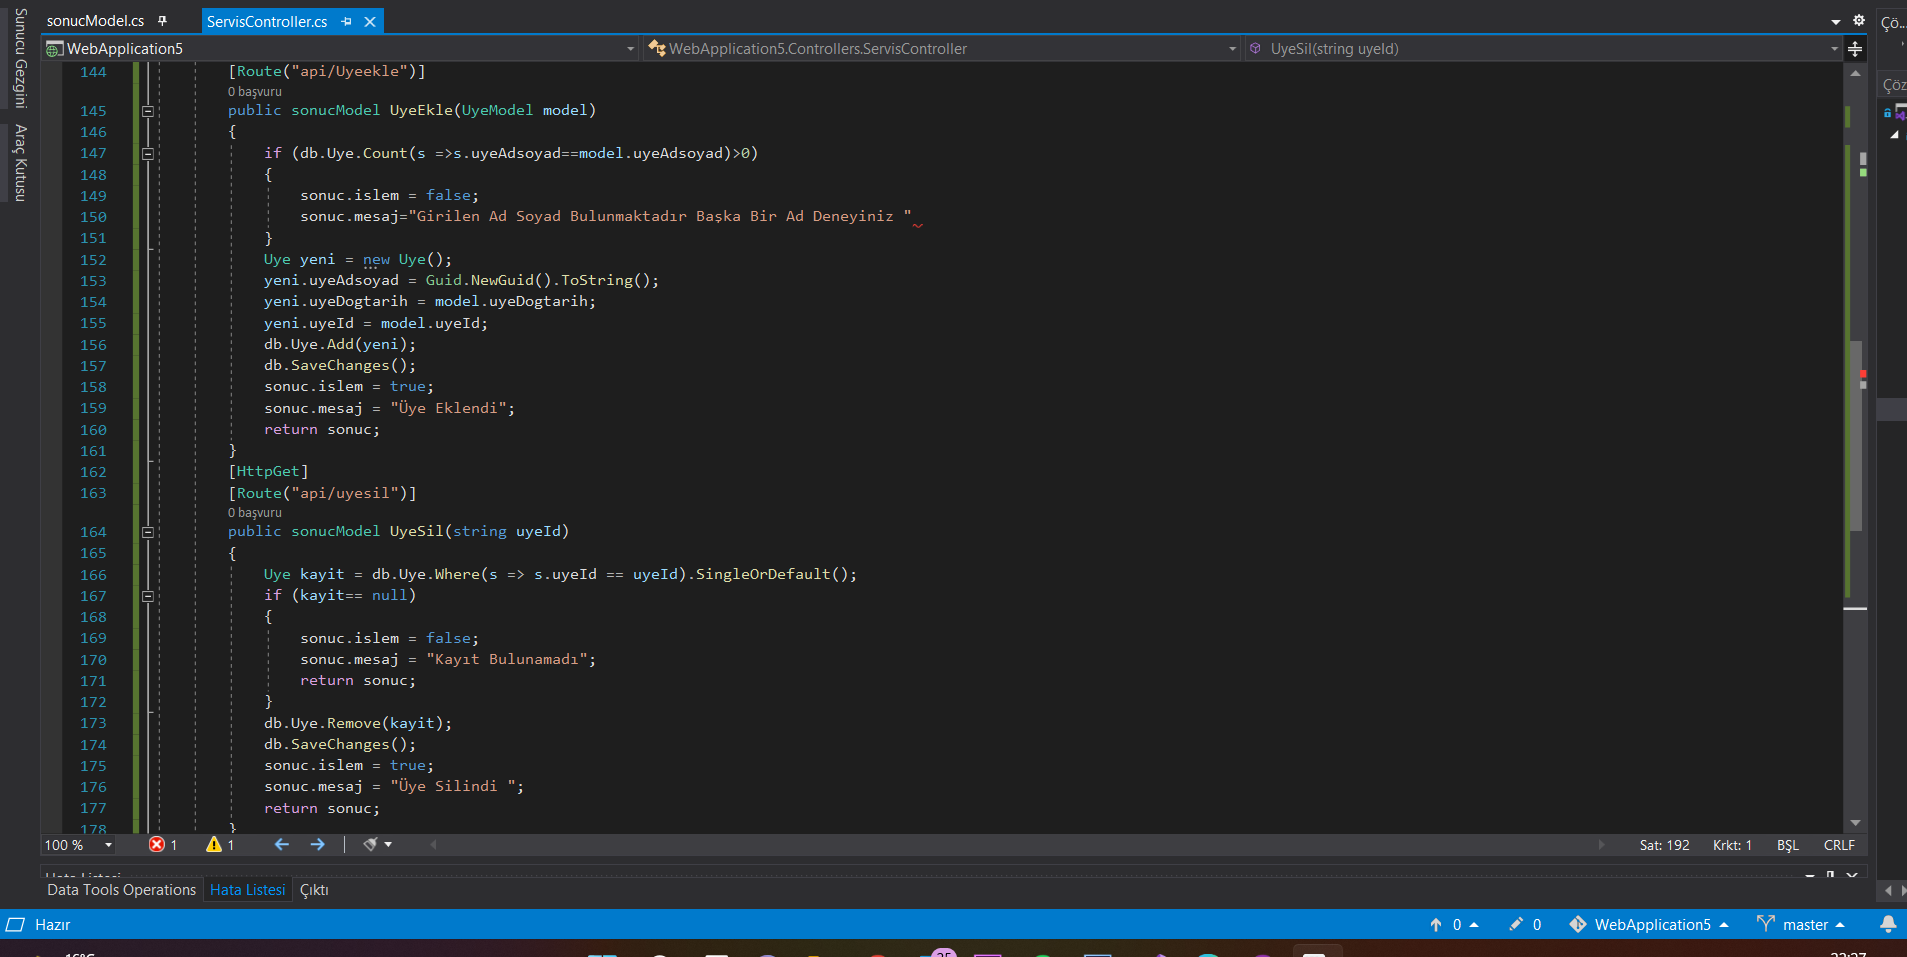 Sunucu Gezgini
Araç Kutusu
sonucModel.cs
ServisController.cs
WebApplication5
WebApplication5.Controllers.ServisController
UyeSil(string uyeId)
144 [Route("api/Uyeekle")]
0 başvuru
145 public sonucModel UyeEkle(UyeModel model)
146 {
147 if (db.Uye.Count(s =>s.uyeAdsoyad==model.uyeAdsoyad)>0)
148 {
149 sonuc.islem = false;
150 sonuc.mesaj="Girilen Ad Soyad Bulunmaktadır Başka Bir Ad Deneyiniz "
151 }
152 Uye yeni = new Uye();
153 yeni.uyeAdsoyad = Guid.NewGuid().ToString();
154 yeni.uyeDogtarih = model.uyeDogtarih;
155 yeni.uyeId = model.uyeId;
156 db.Uye.Add(yeni);
157 db.SaveChanges();
158 sonuc.islem = true;
159 sonuc.mesaj = "Üye Eklendi";
160 return sonuc;
161 }
162 [HttpGet]
163 [Route("api/uyesil")]
0 başvuru
164 public sonucModel UyeSil(string uyeId)
165 {
166 Uye kayit = db.Uye.Where(s => s.uyeId == uyeId).SingleOrDefault();
167 if (kayit== null)
168 {
169 sonuc.islem = false;
170 sonuc.mesaj = "Kayıt Bulunamadı";
171 return sonuc;
172 }
173 db.Uye.Remove(kayit);
174 db.SaveChanges();
175 sonuc.islem = true;
176 sonuc.mesaj = "Üye Silindi ";
177 return sonuc;
178 }
100 % 1 1 Sat: 192 Krkt: 1 BŞL CRLF
Hata Listesi
Data Tools Operations Hata Listesi Çıktı
Hazır 0 0 WebApplication5 master
Çö...
Çöz